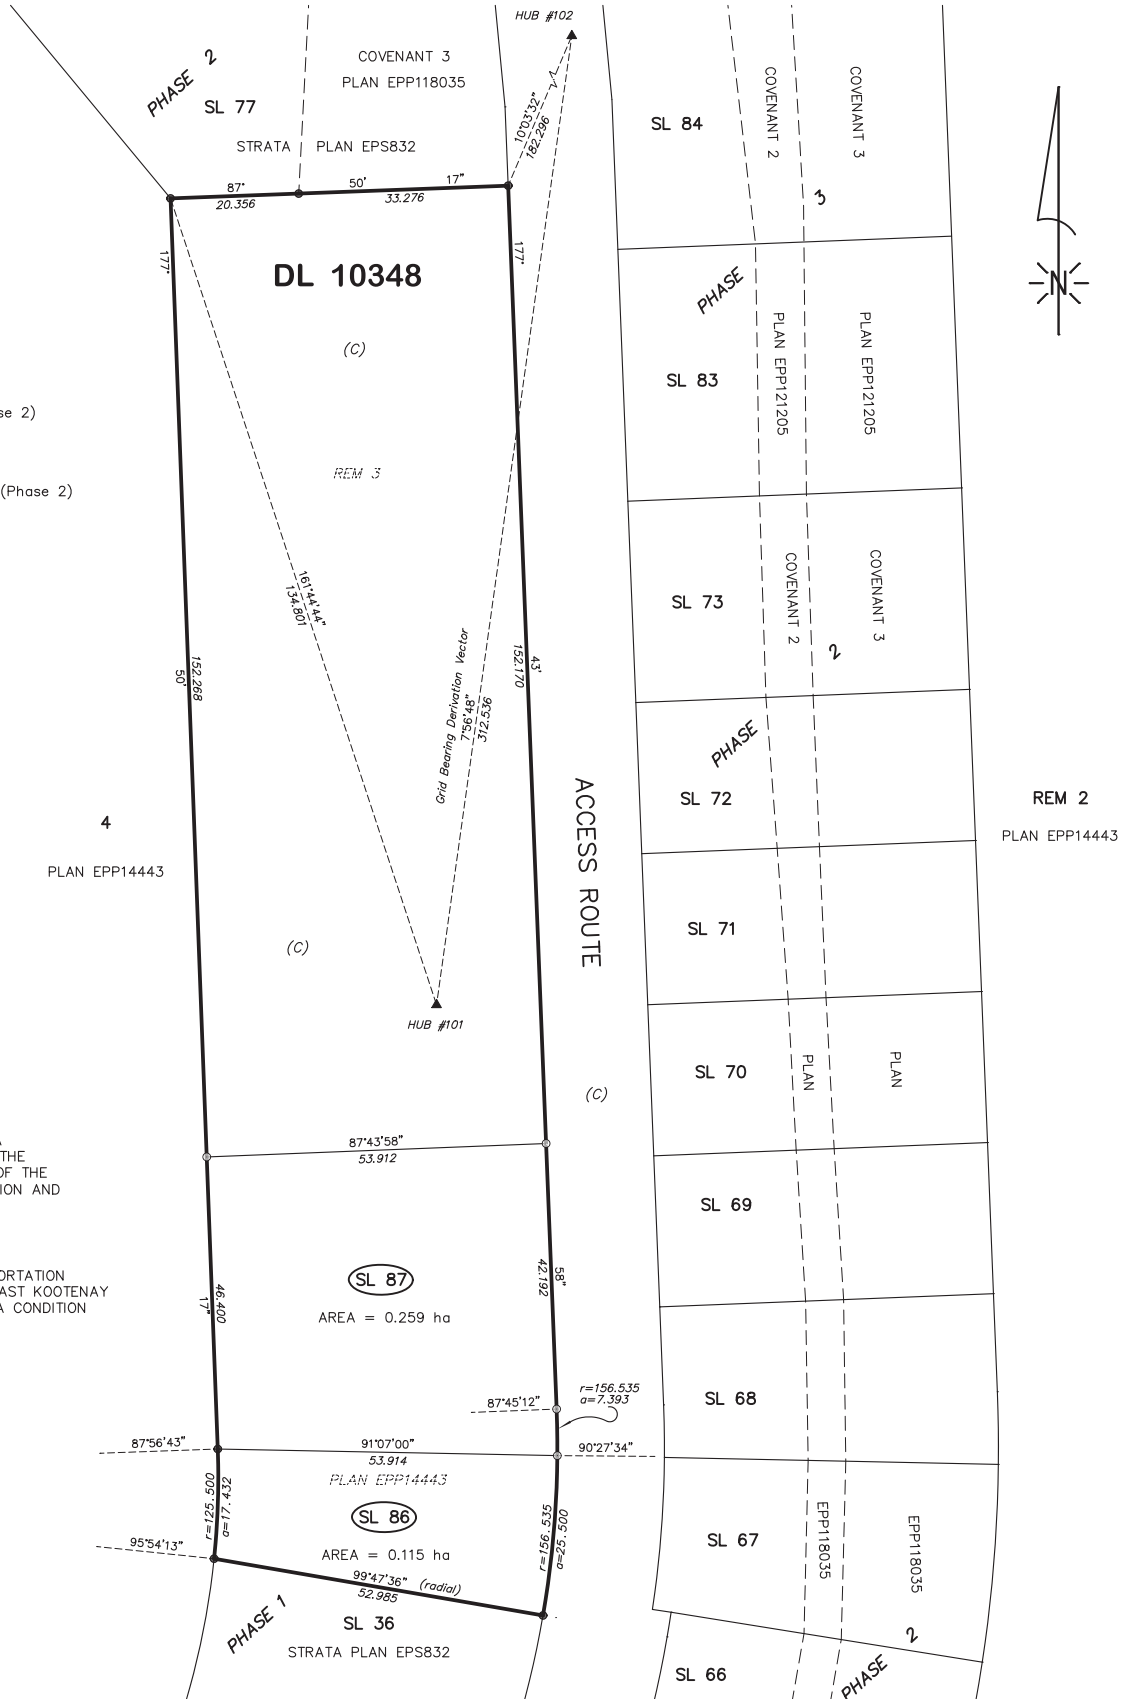 HUB #102
PHASE 2
SL 77
COVENANT 3
PLAN EPP118035
STRATA PLAN EPS832
10°03'32"
182.296
87° 50' 17"
20.356
33.276
177°
177°
DL 10348
(C)
REM 3
se 2)
(Phase 2)
161°44'44"
134.801
Grid Bearing Derivation Vector
7°56'48"
312.536
152.268
50'
152.170
43'
4
PLAN EPP14443
ACCESS ROUTE
(C)
HUB #101
(C)
87°43'58"
53.912
THE
OF THE
ION AND
ORTATION
AST KOOTENAY
A CONDITION
SL 87
AREA = 0.259 ha
46.400
17"
42.192
58"
r=156.535
a=7.393
87°45'12"
87°56'43"
91°07'00"
53.914
90°27'34"
PLAN EPP14443
SL 86
AREA = 0.115 ha
r=125.500
a=17.432
r=156.535
a=25.500
95°54'13"
99°47'36" (radial)
52.985
PHASE 1
SL 36
STRATA PLAN EPS832
SL 84
COVENANT 2
COVENANT 3
3
PHASE
SL 83
PLAN EPP121205
PLAN EPP121205
SL 73
COVENANT 2
COVENANT 3
2
PHASE
SL 72
SL 71
SL 70
PLAN
PLAN
SL 69
SL 68
SL 67
EPP118035
EPP118035
2
PHASE
SL 66
N
REM 2
PLAN EPP14443